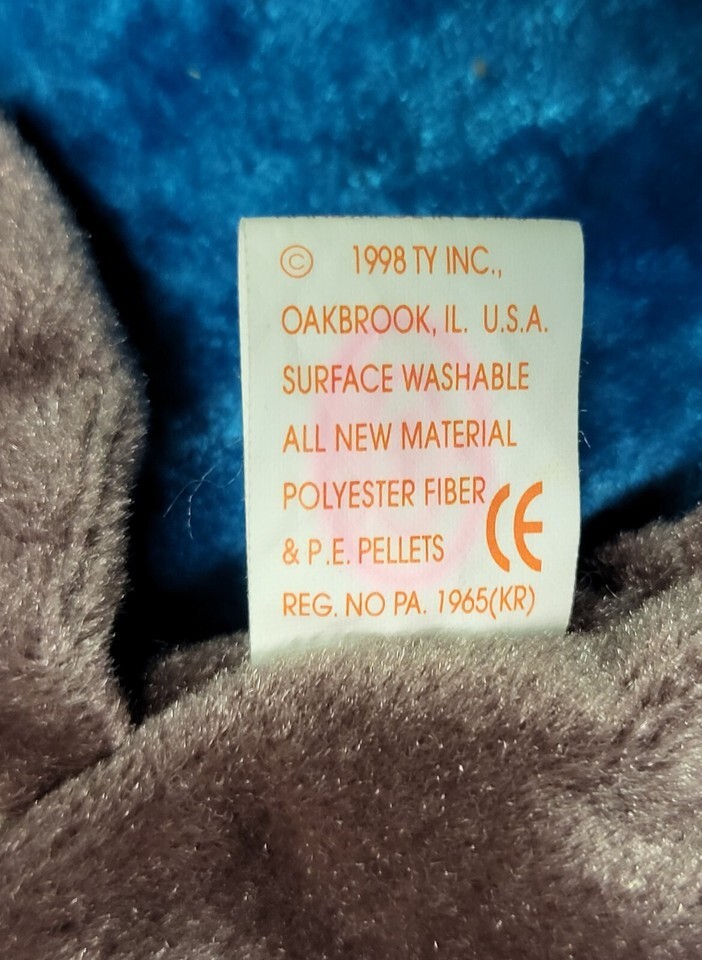 © 1998 TY INC.,
OAKBROOK, IL. U.S.A.
SURFACE WASHABLE
ALL NEW MATERIAL
POLYESTER FIBER
& P.E. PELLETS CE
REG. NO PA. 1965(KR)